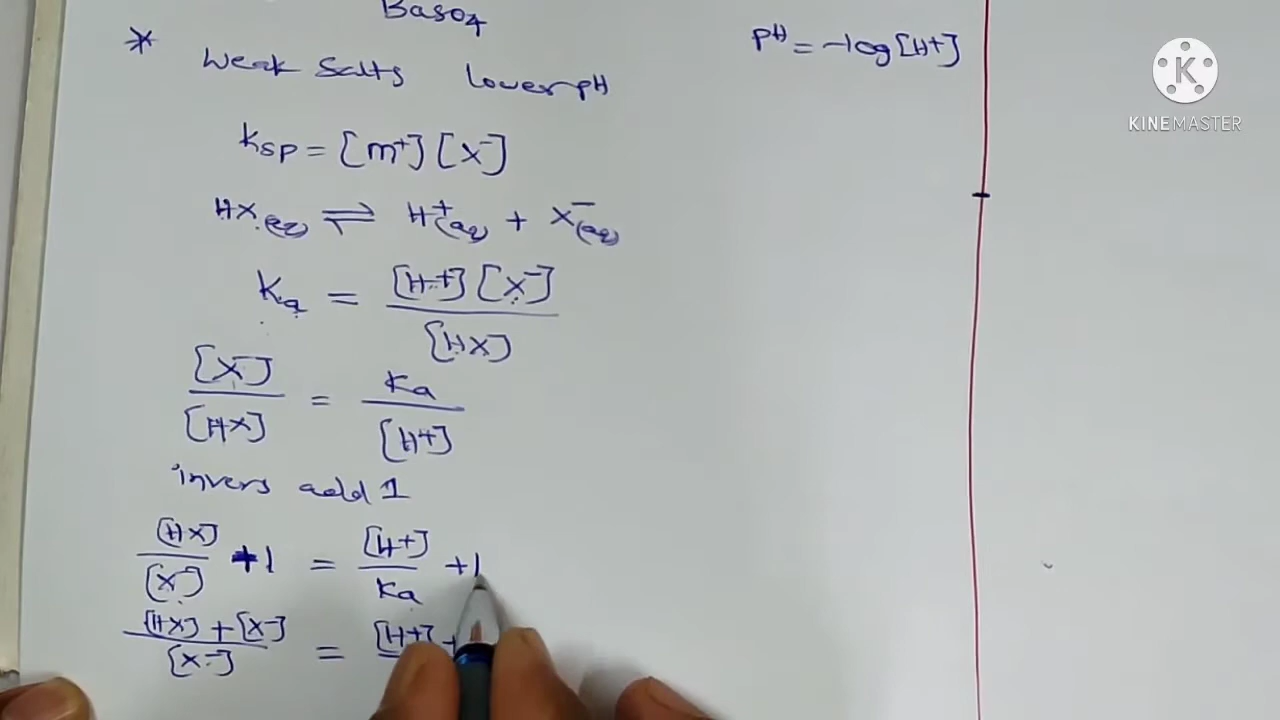 BaSO4
* Weak Salts lower pH
pH = -log[H+]
Ksp = [m+] [X-]
HX(aq) ⇌ H+(aq) + X-(aq)
Ka = [H+] [X-] / [HX]
[X-] / [HX] = Ka / [H+]
invers add 1
[HX] / [X-] + 1 = [H+] / Ka + 1
[HX] + [X-] / [X-] = [H+] +
KINEMASTER